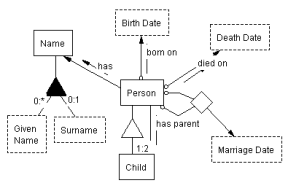 Birth Date
Death Date
Name
has
born on
died on
Person
0:*
0:1
Given
Name
Surname
has parent
1:2
Marriage Date
Child